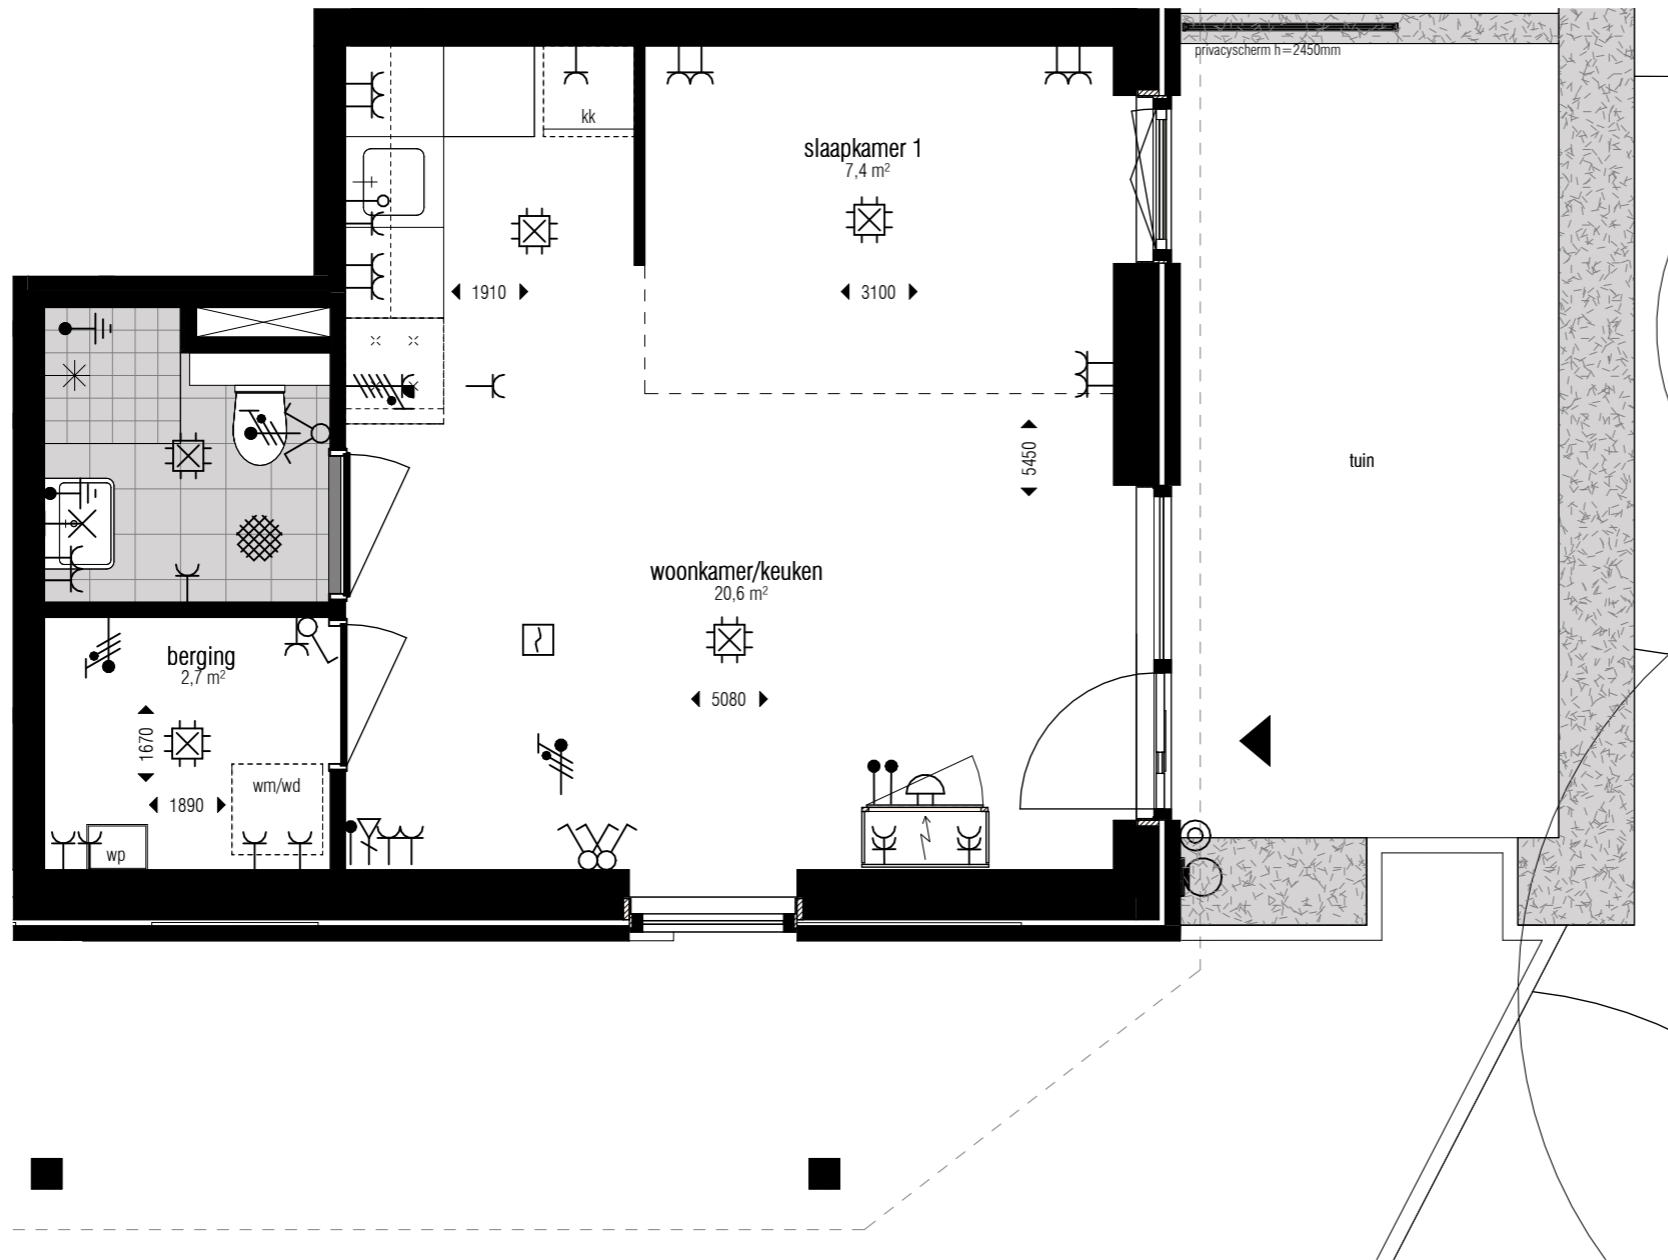 privacyscherm h=2450mm
kk
slaapkamer 1
7,4 m²
1910
3100
5450
tuin
woonkamer/keuken
20,6 m²
5080
berging
2,7 m²
1670
1890
wm/wd
wp